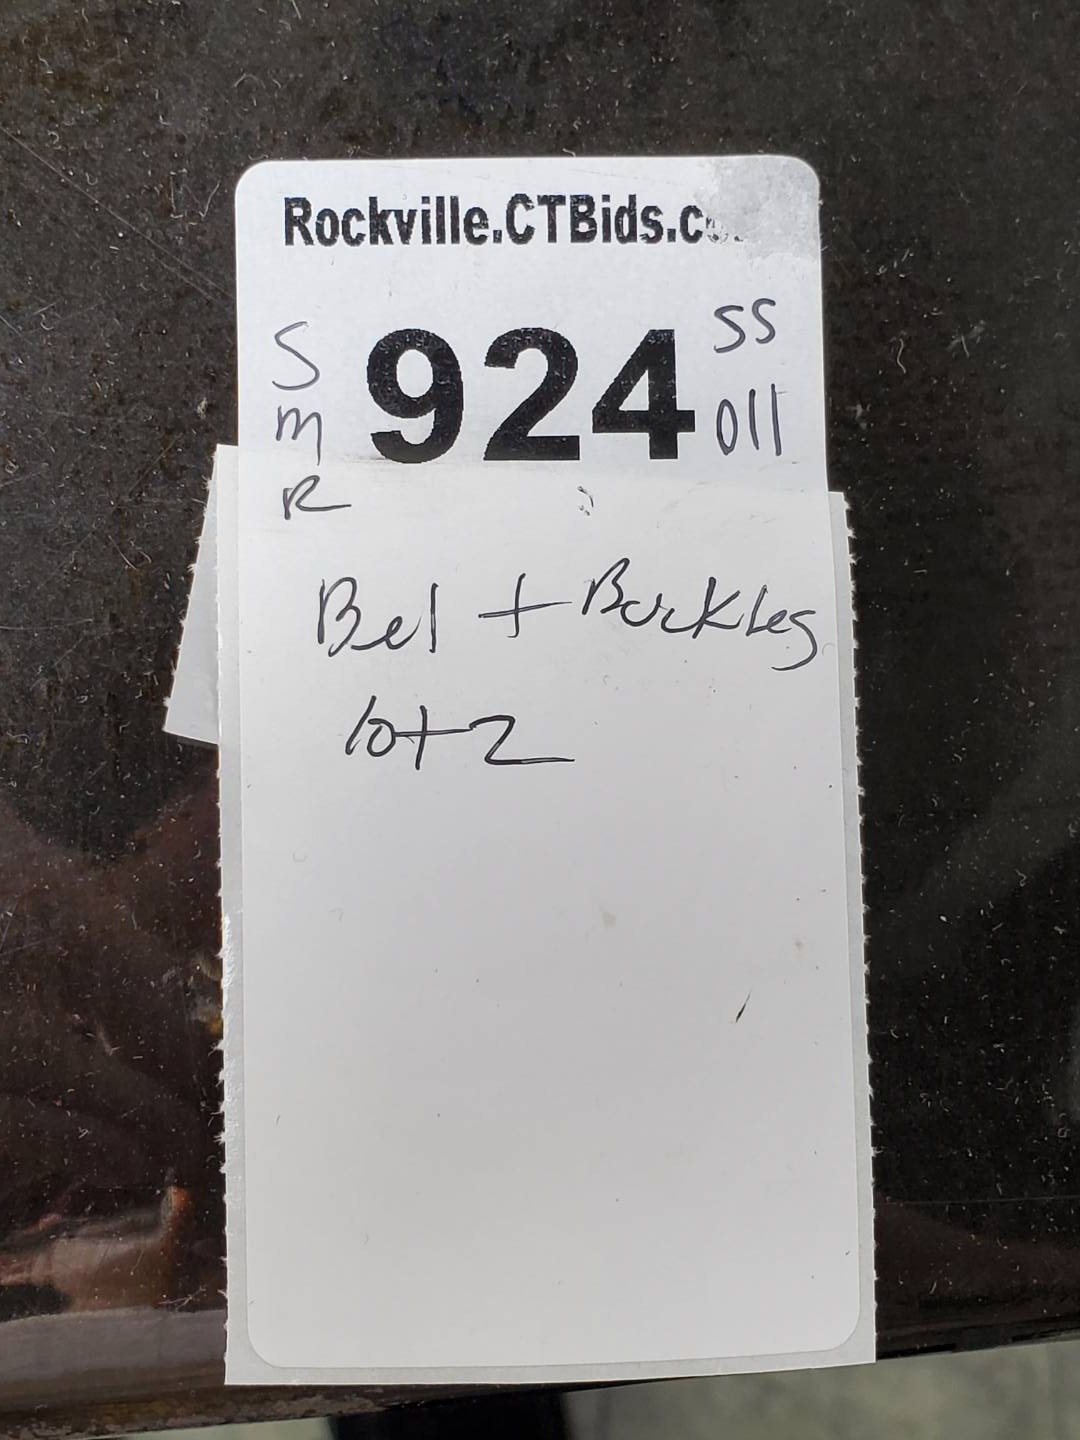 Rockville.CTBids.c
S
m
R
924
SS
011
Bel + Buckles
lot 2